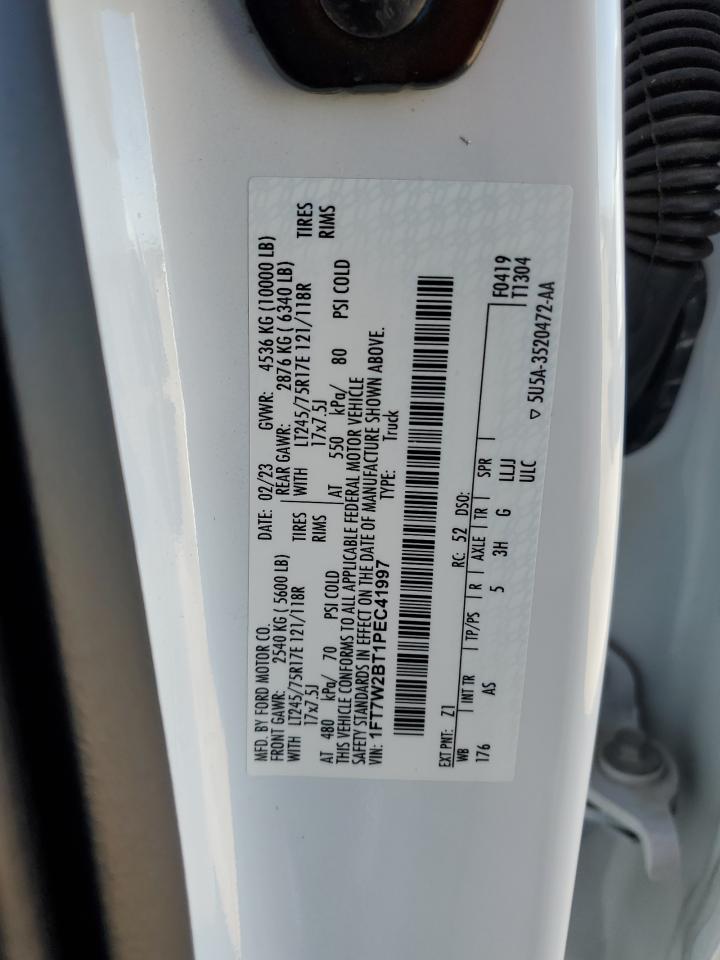 MFD. BY FORD MOTOR CO. DATE: 02/23 GVWR: 4536 KG (10000 LB)
FRONT GAWR: 2540 KG ( 5600 LB) REAR GAWR: 2876 KG ( 6340 LB)
WITH LT245/75R17E 121/118R TIRES WITH LT245/75R17E 121/118R TIRES
17x7.5J RIMS 17x7.5J RIMS
AT 480 kPa/ 70 PSI COLD AT 550 kPa/ 80 PSI COLD
THIS VEHICLE CONFORMS TO ALL APPLICABLE FEDERAL MOTOR VEHICLE
SAFETY STANDARDS IN EFFECT ON THE DATE OF MANUFACTURE SHOWN ABOVE.
VIN: 1FT7W2BT1PEC41997 TYPE: Truck
EXT PNT: Z1 RC: 52 DSO:
WB INT TR TP/PS R AXLE TR SPR F0419
176 AS 5 3H G LLJJ T1304
ULC
▽ 5U5A-3520472-AA